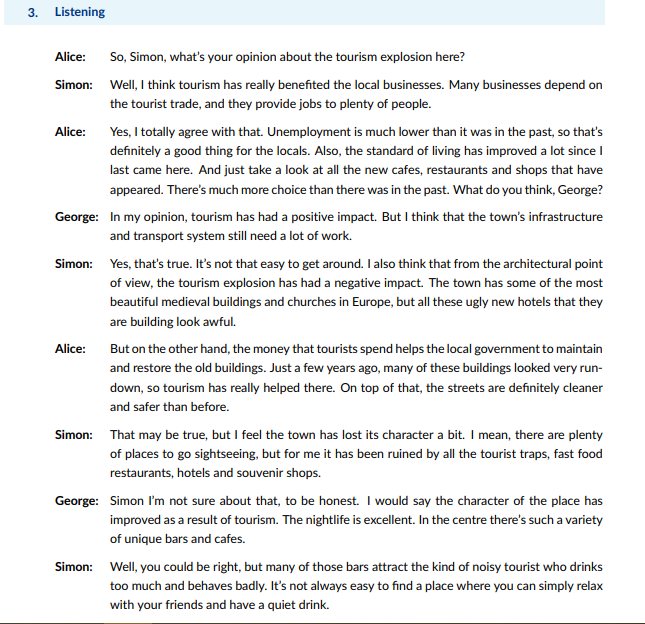 3. Listening
Alice: So, Simon, what's your opinion about the tourism explosion here?
Simon: Well, I think tourism has really benefited the local businesses. Many businesses depend on
the tourist trade, and they provide jobs to plenty of people.
Alice: Yes, I totally agree with that. Unemployment is much lower than it was in the past, so that's
definitely a good thing for the locals. Also, the standard of living has improved a lot since I
last came here. And just take a look at all the new cafes, restaurants and shops that have
appeared. There's much more choice than there was in the past. What do you think, George?
George: In my opinion, tourism has had a positive impact. But I think that the town's infrastructure
and transport system still need a lot of work.
Simon: Yes, that's true. It's not that easy to get around. I also think that from the architectural point
of view, the tourism explosion has had a negative impact. The town has some of the most
beautiful medieval buildings and churches in Europe, but all these ugly new hotels that they
are building look awful.
Alice: But on the other hand, the money that tourists spend helps the local government to maintain
and restore the old buildings. Just a few years ago, many of these buildings looked very run-
down, so tourism has really helped there. On top of that, the streets are definitely cleaner
and safer than before.
Simon: That may be true, but I feel the town has lost its character a bit. I mean, there are plenty
of places to go sightseeing, but for me it has been ruined by all the tourist traps, fast food
restaurants, hotels and souvenir shops.
George: Simon I'm not sure about that, to be honest. I would say the character of the place has
improved as a result of tourism. The nightlife is excellent. In the centre there's such a variety
of unique bars and cafes.
Simon: Well, you could be right, but many of those bars attract the kind of noisy tourist who drinks
too much and behaves badly. It's not always easy to find a place where you can simply relax
with your friends and have a quiet drink.